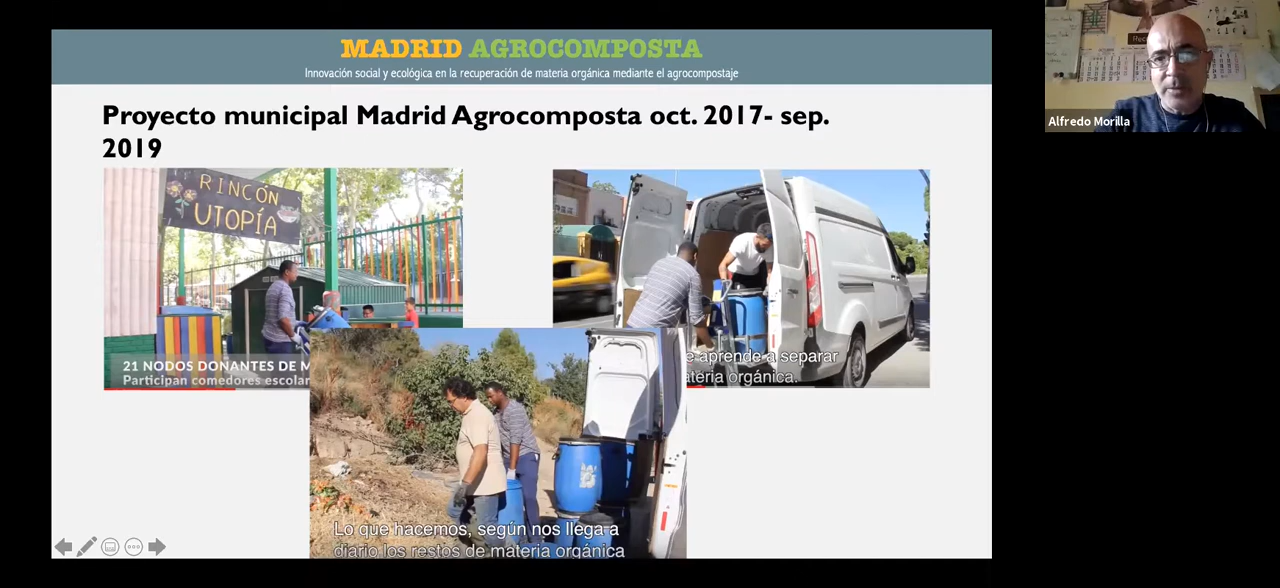 MADRID AGROCOMPOSTA
Innovación social y ecológica en la recuperación de materia orgánica mediante el agrocompostaje
Proyecto municipal Madrid Agrocomposta oct. 2017- sep.
2019
RINCÓN
UTOPÍA
21 NODOS DONANTES DE M
Participan comedores escolar
e aprende a separar
ateria orgánica.
Lo que hacemos, según nos llega a
diario los restos de materia orgánica
Alfredo Morilla